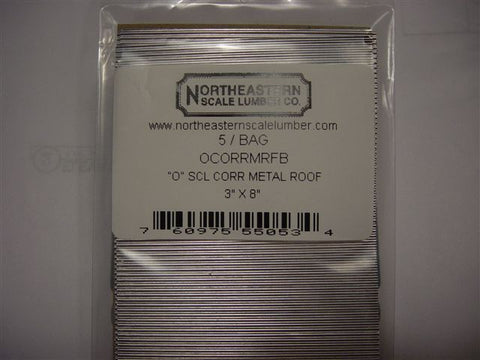 NORTHEASTERN
SCALE LUMBER CO.
www.northeasternscalelumber.com
5 / BAG
OCORRMRFB
"O" SCL CORR METAL ROOF
3" X 8"
7 60975 55053 4